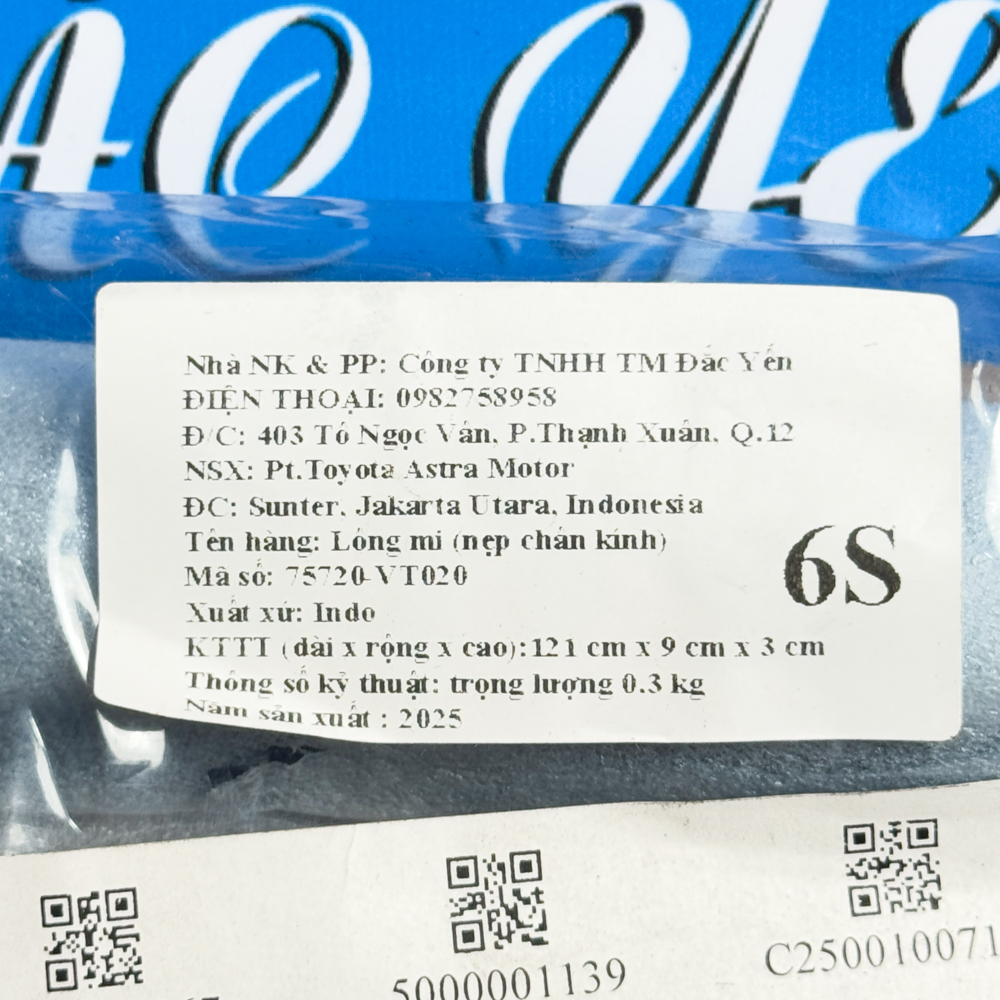 ẮC YẾ
Nhà NK & PP: Công ty TNHH TM Đắc Yến
ĐIỆN THOẠI: 0982758958
Đ/C: 403 Tô Ngọc Vân, P.Thạnh Xuân, Q.12
NSX: Pt.Toyota Astra Motor
ĐC: Sunter, Jakarta Utara, Indonesia
Tên hàng: Lông mi (nẹp chân kính)
Mã số: 75720-VT020
Xuất xứ: Indo
6S
KTTT (dài x rộng x cao):121 cm x 9 cm x 3 cm
Thông số kỹ thuật: trọng lượng 0.3 kg
Năm sản xuất : 2025
5000001139
C250010071